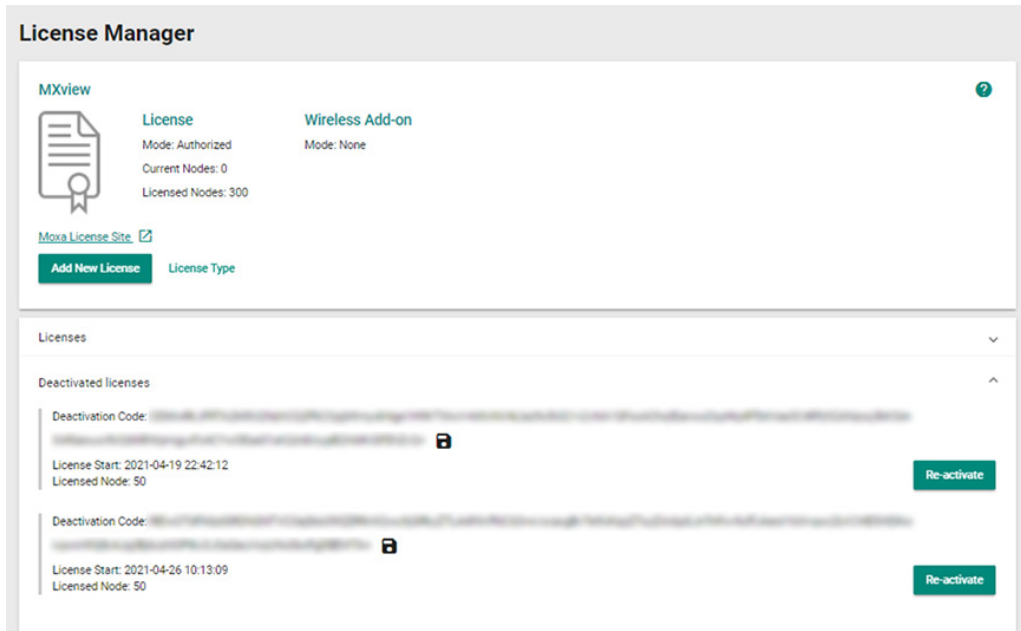 License Manager
MXview
License
Wireless Add-on
Mode: Authorized
Mode: None
Current Nodes: 0
Licensed Nodes: 300
Moxa License Site
Add New License
License Type
Licenses
Deactivated licenses
Deactivation Code:
License Start: 2021-04-19 22:42:12
Licensed Node: 50
Re-activate
Deactivation Code:
License Start: 2021-04-26 10:13:09
Licensed Node: 50
Re-activate